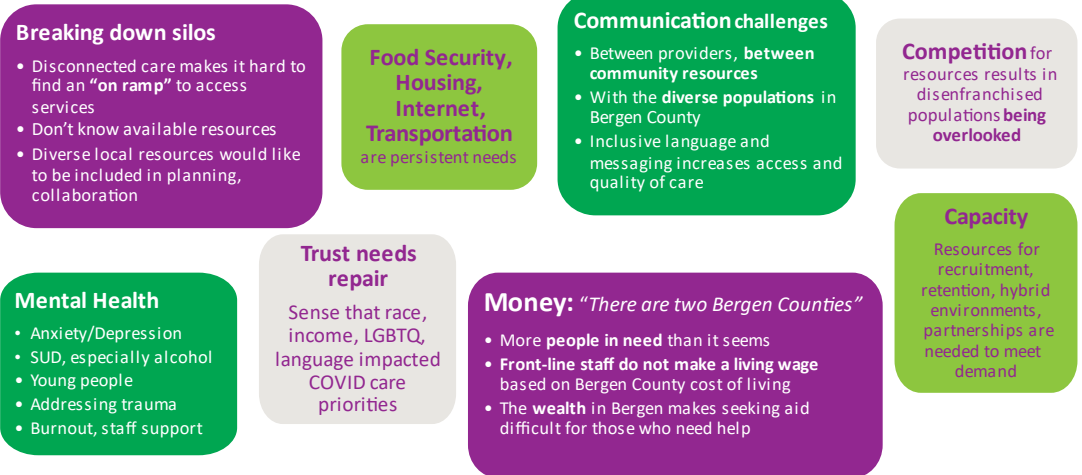 Breaking down silos
• Disconnected care makes it hard to
find an “on ramp” to access
services
• Don’t know available resources
• Diverse local resources would like
to be included in planning,
collaboration
Food Security,
Housing,
Internet,
Transportation
are persistent needs
Communication challenges
• Between providers, between
community resources
• With the diverse populations in
Bergen County
• Inclusive language and
messaging increases access and
quality of care
Competition for
resources results in
disenfranchised
populations being
overlooked
Mental Health
• Anxiety/Depression
• SUD, especially alcohol
• Young people
• Addressing trauma
• Burnout, staff support
Trust needs
repair
Sense that race,
income, LGBTQ,
language impacted
COVID care
priorities
Money: “There are two Bergen Counties”
• More people in need than it seems
• Front-line staff do not make a living wage
based on Bergen County cost of living
• The wealth in Bergen makes seeking aid
difficult for those who need help
Capacity
Resources for
recruitment,
retention, hybrid
environments,
partnerships are
needed to meet
demand